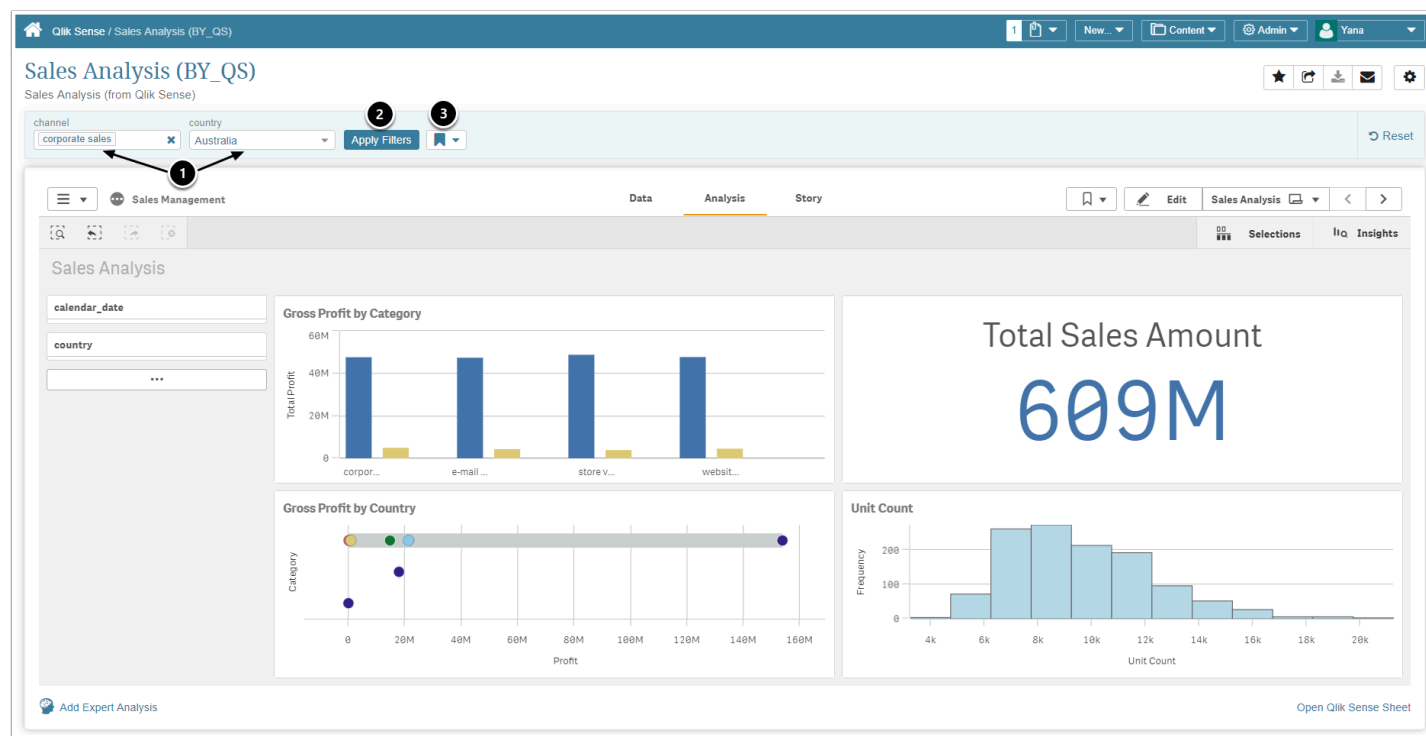 Qlik Sense / Sales Analysis (BY_QS)
1
New...
Content
Admin
Yana
Sales Analysis (BY_QS)
Sales Analysis (from Qlik Sense)
2
3
channel
country
corporate sales
Australia
Apply Filters
Reset
1
Sales Management
Data
Analysis
Story
Edit
Sales Analysis
Selections
Insights
Sales Analysis
calendar_date
country
...
Gross Profit by Category
60M
40M
20M
0
Total Profit
corpor...
e-mail ...
store v...
websit...
Total Sales Amount
609M
Gross Profit by Country
Category
0
20M
40M
60M
80M
100M
120M
140M
160M
Profit
Unit Count
Frequency
200
100
0
4k
6k
8k
10k
12k
14k
16k
18k
20k
Unit Count
Add Expert Analysis
Open Qlik Sense Sheet